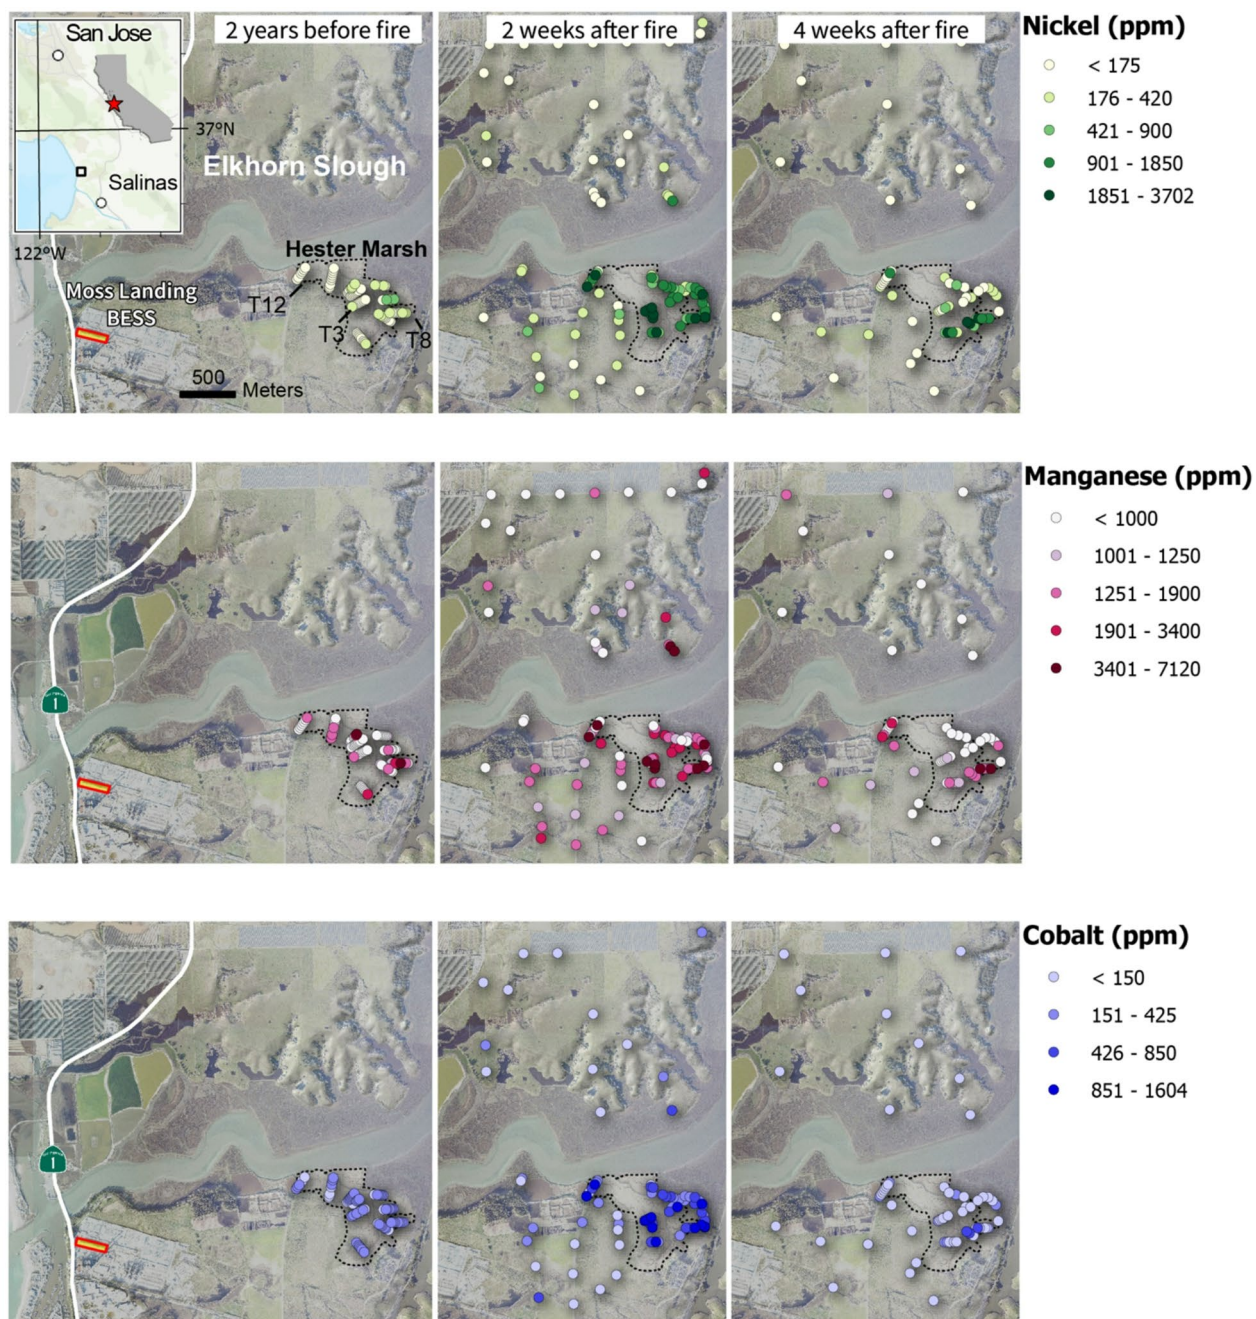 San Jose
37ºN
Salinas
122ºW
2 years before fire
2 weeks after fire
4 weeks after fire
Elkhorn Slough
Hester Marsh
T12
T3
T8
Moss Landing
BESS
500
Meters
Nickel (ppm)
< 175
176 - 420
421 - 900
901 - 1850
1851 - 3702
1
Manganese (ppm)
< 1000
1001 - 1250
1251 - 1900
1901 - 3400
3401 - 7120
1
Cobalt (ppm)
< 150
151 - 425
426 - 850
851 - 1604